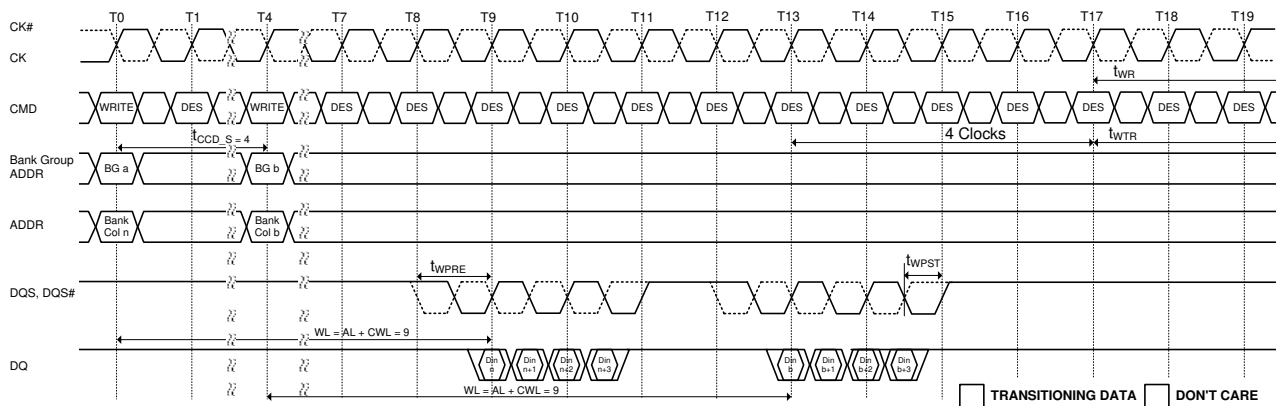 T0 T1 T4 T7 T8 T9 T10 T11 T12 T13 T14 T15 T16 T17 T18 T19
CK#
CK
tWR
CMD
WRITE DES WRITE DES DES DES DES DES DES DES DES DES DES DES DES DES
tCCD_S = 4
4 Clocks
tWTR
Bank Group
ADDR
BG a BG b
ADDR
Bank
Col n
Bank
Col b
tWPRE
tWPST
DQS, DQS#
WL = AL + CWL = 9
DQ
Din
n
Din
n+1
Din
n+2
Din
n+3
Din
b
Din
b+1
Din
b+2
Din
b+3
WL = AL + CWL = 9
TRANSITIONING DATA DON'T CARE